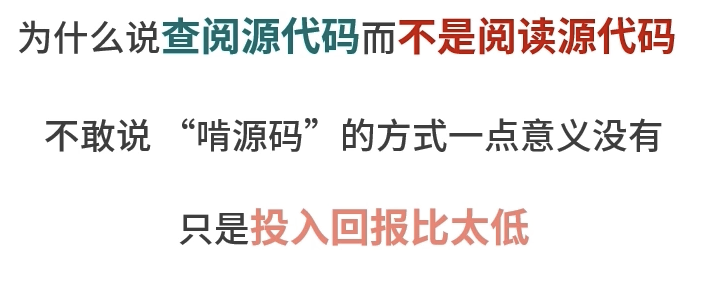 为什么说查阅源代码而不是阅读源代码
不敢说 “啃源码”的方式一点意义没有
只是投入回报比太低